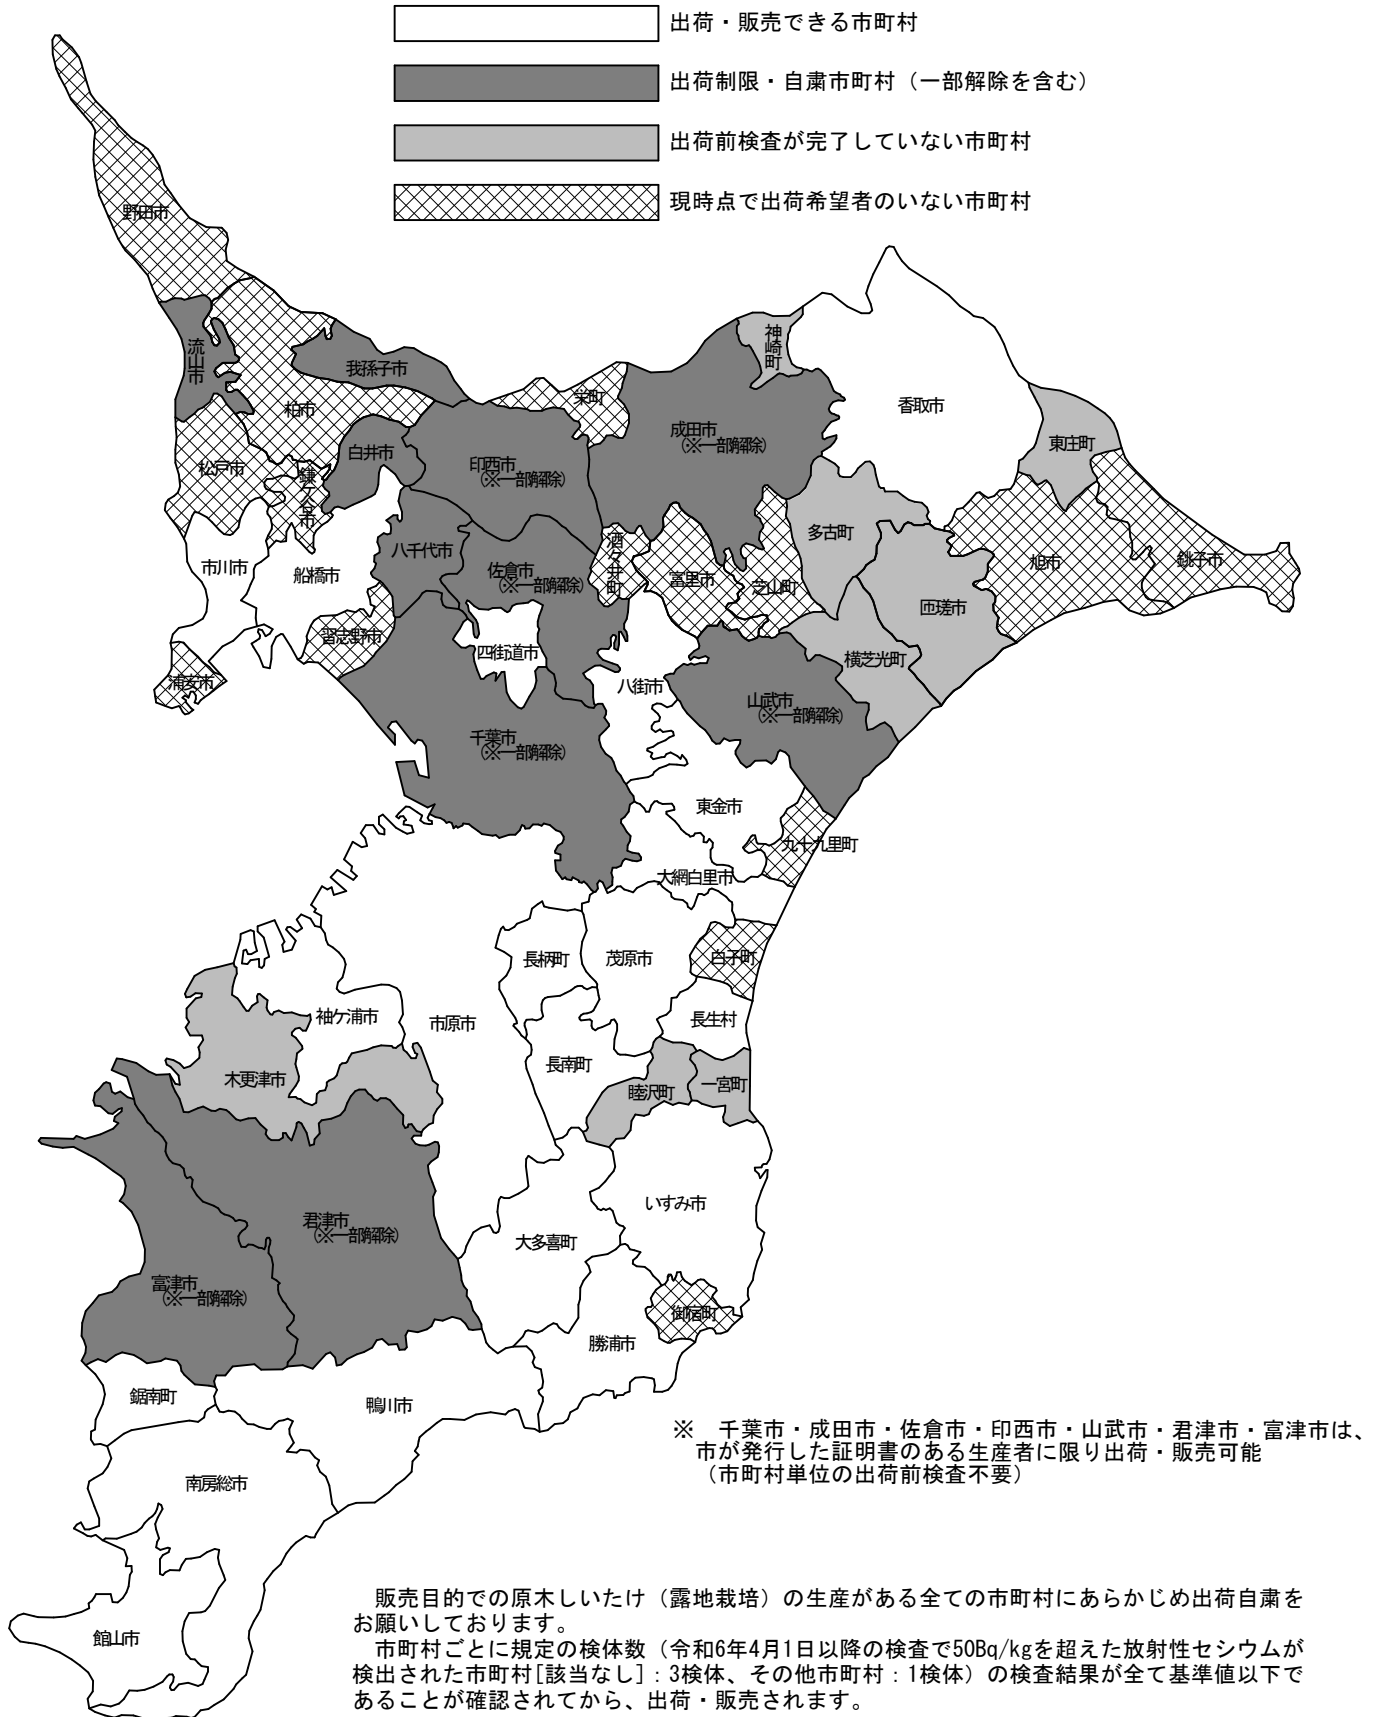 出荷・販売できる市町村
出荷制限・自粛市町村（一部解除を含む）
出荷前検査が完了していない市町村
現時点で出荷希望者のいない市町村
野田市
流山市
我孫子市
柏市
松戸市
鎌ケ谷市
白井市
印西市
（※一部解除）
栄町
成田市
（※一部解除）
神崎町
香取市
東庄町
多古町
旭市
銚子市
匝瑳市
横芝光町
芝山町
富里市
酒々井町
佐倉市
（※一部解除）
八千代市
船橋市
市川市
浦安市
習志野市
四街道市
千葉市
（※一部解除）
八街市
山武市
（※一部解除）
東金市
九十九里町
大網白里市
茂原市
長柄町
白子町
長生村
長南町
睦沢町
一宮町
市原市
袖ケ浦市
木更津市
君津市
（※一部解除）
富津市
（※一部解除）
大多喜町
いすみ市
御宿町
勝浦市
鴨川市
鋸南町
南房総市
館山市
※　千葉市・成田市・佐倉市・印西市・山武市・君津市・富津市は、
市が発行した証明書のある生産者に限り出荷・販売可能
（市町村単位の出荷前検査不要）
　販売目的での原木しいたけ（露地栽培）の生産がある全ての市町村にあらかじめ出荷自粛を
お願いしております。
　市町村ごとに規定の検体数（令和6年4月1日以降の検査で50Bq/kgを超えた放射性セシウムが
検出された市町村[該当なし]：3検体、その他市町村：1検体）の検査結果が全て基準値以下で
あることが確認されてから、出荷・販売されます。